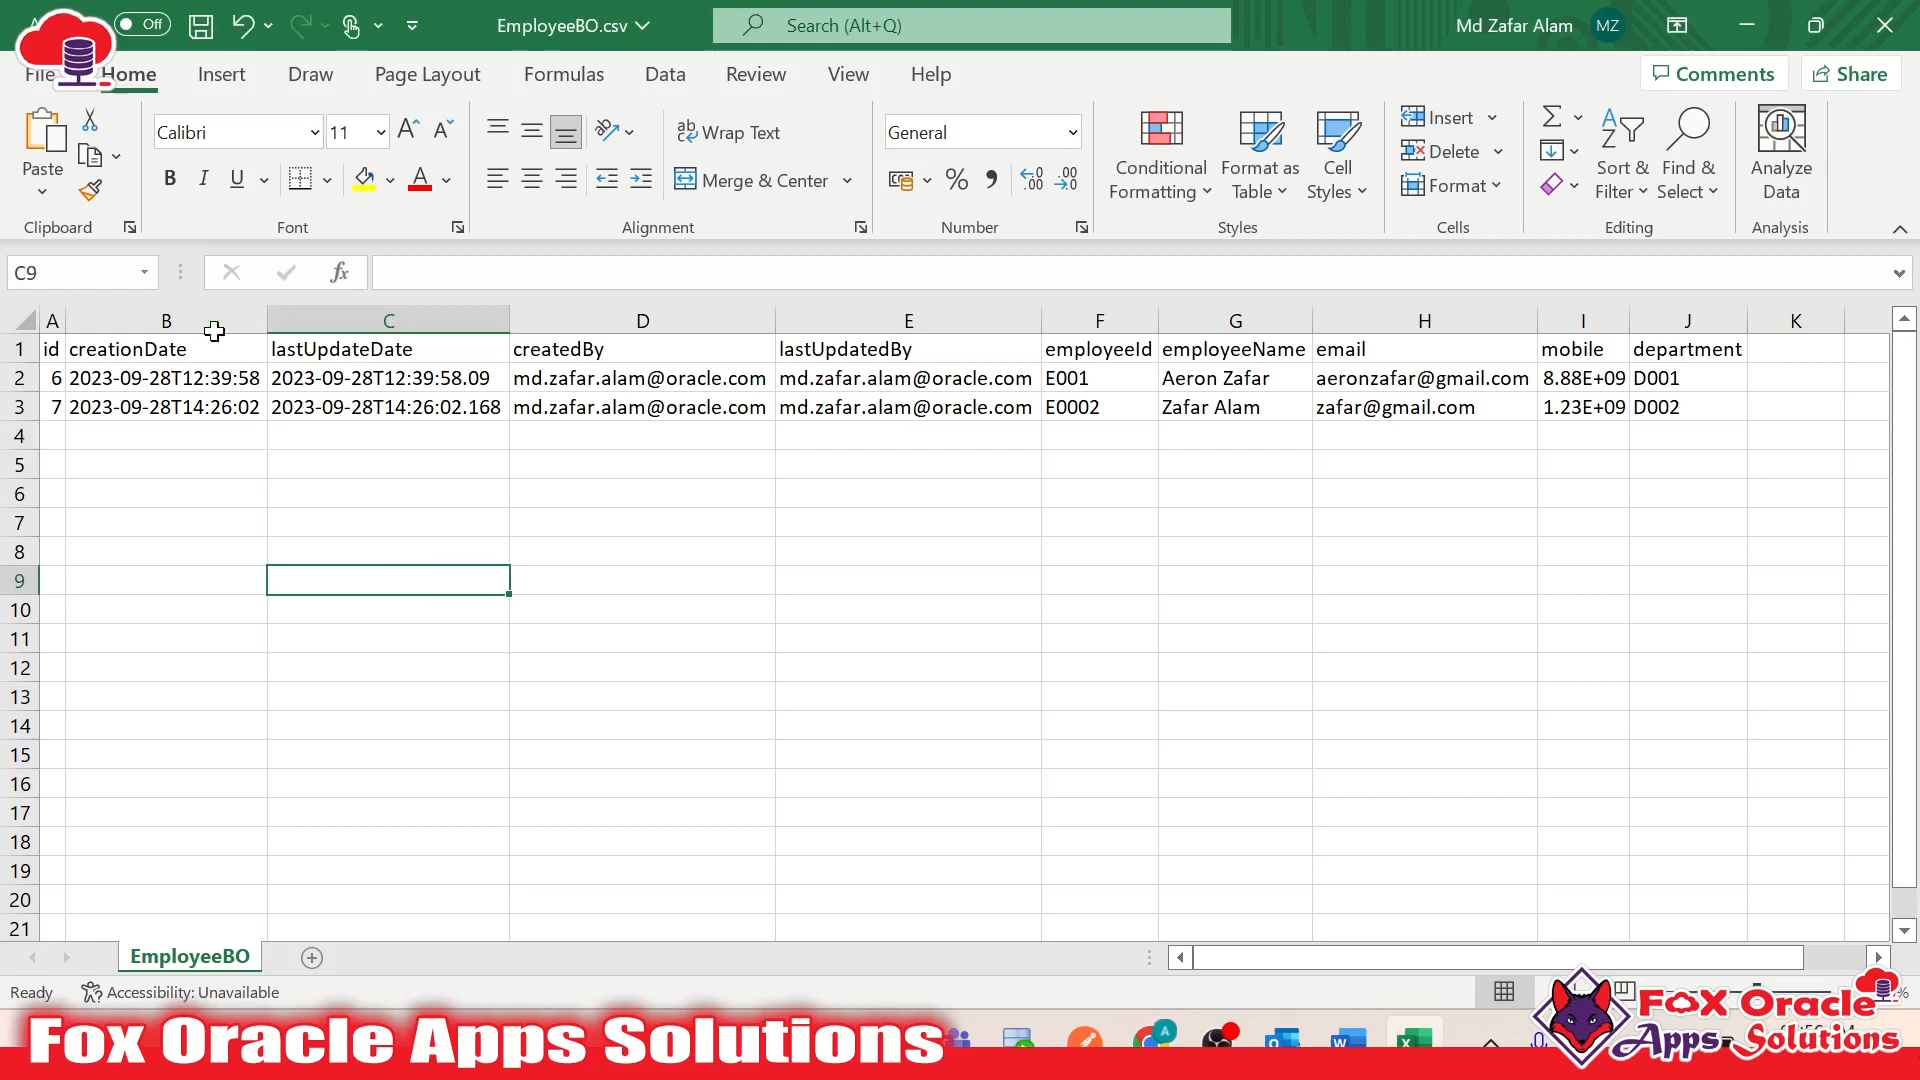 Off EmployeeBO.csv Search (Alt+Q) Md Zafar Alam MZ
File Home Insert Draw Page Layout Formulas Data Review View Help Comments Share
Calibri 11 Wrap Text General Insert
Paste Conditional Formatting Format as Table Cell Styles Delete Sort & Filter Find & Select Analyze Data
B I U Merge & Center % Format
Clipboard Font Alignment Number Styles Cells Editing Analysis
C9 fx
A B C D E F G H I J K
1 id creationDate lastUpdateDate createdBy lastUpdatedBy employeeId employeeName email mobile department
2 6 2023-09-28T12:39:58 2023-09-28T12:39:58.09 md.zafar.alam@oracle.com md.zafar.alam@oracle.com E001 Aeron Zafar aeronzafar@gmail.com 8.88E+09 D001
3 7 2023-09-28T14:26:02 2023-09-28T14:26:02.168 md.zafar.alam@oracle.com md.zafar.alam@oracle.com E0002 Zafar Alam zafar@gmail.com 1.23E+09 D002
4
5
6
7
8
9
10
11
12
13
14
15
16
17
18
19
20
21
EmployeeBO
Ready Accessibility: Unavailable
Fox Oracle Apps Solutions
FOX Oracle
Apps Solutions